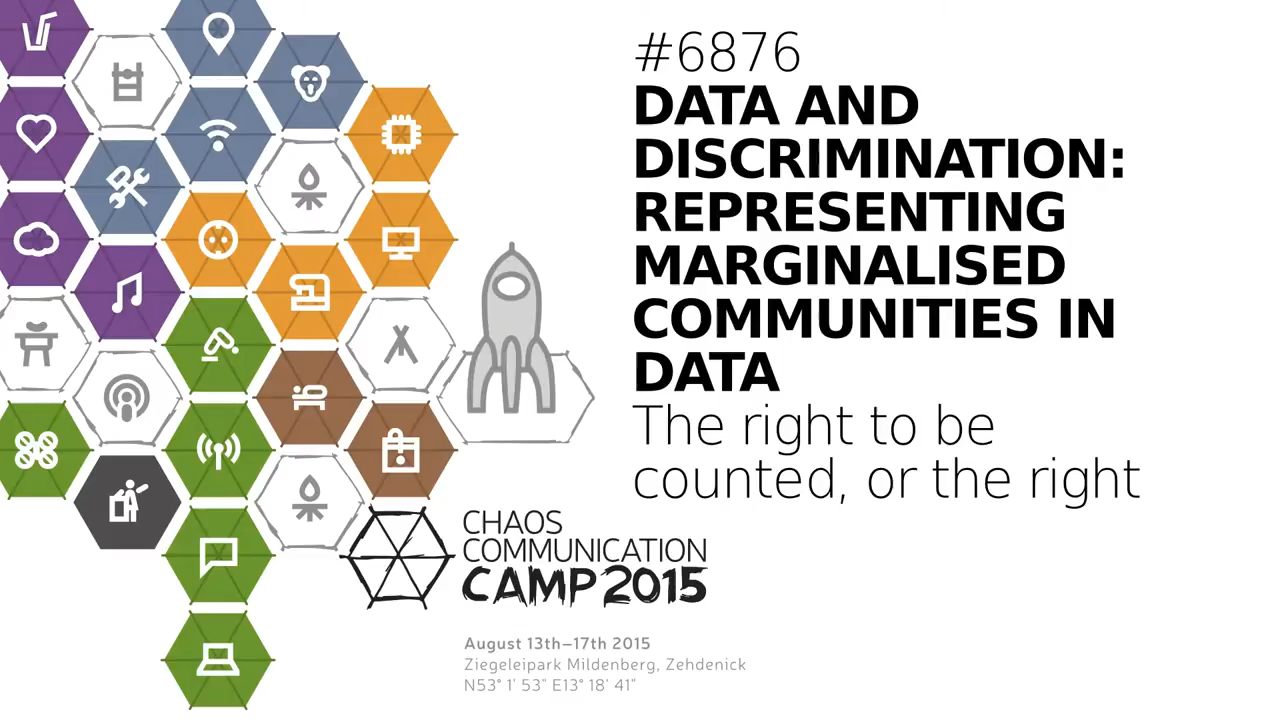 #6876
DATA AND
DISCRIMINATION:
REPRESENTING
MARGINALISED
COMMUNITIES IN
DATA
The right to be
counted, or the right
CHAOS
COMMUNICATION
CAMP 2015
August 13th–17th 2015
Ziegeleipark Mildenberg, Zehdenick
N53° 1' 53" E13° 18' 41"